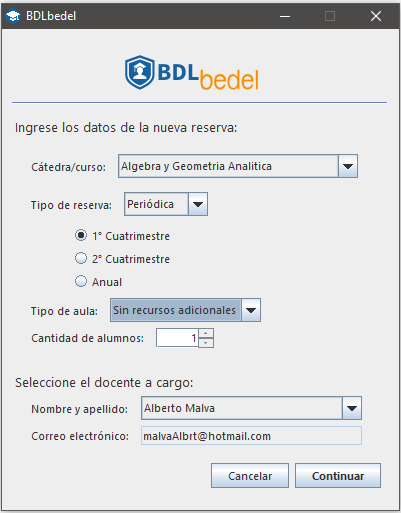 BDLbedel
BDLbedel
Ingrese los datos de la nueva reserva:
Cátedra/curso: Algebra y Geometria Analitica
Tipo de reserva: Periódica
1° Cuatrimestre
2° Cuatrimestre
Anual
Tipo de aula: Sin recursos adicionales
Cantidad de alumnos: 1
Seleccione el docente a cargo:
Nombre y apellido: Alberto Malva
Correo electrónico: malvaAlbrt@hotmail.com
Cancelar Continuar